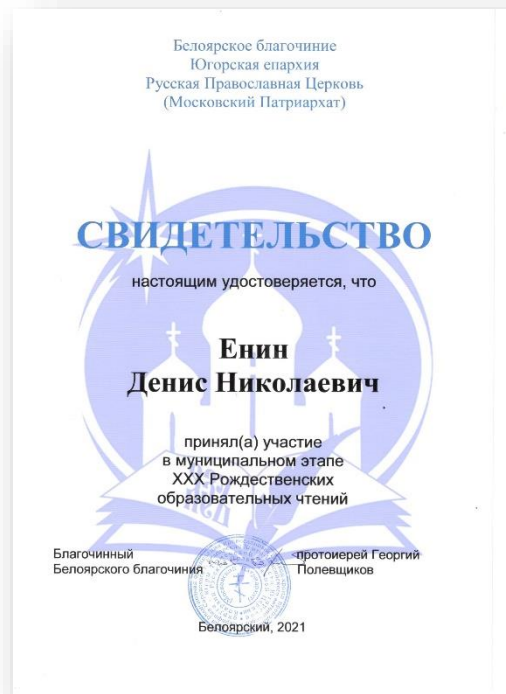 Белоярское благочиние
Югорская епархия
Русская Православная Церковь
(Московский Патриархат)
СВИДЕТЕЛЬСТВО
настоящим удостоверяется, что
Енин
Денис Николаевич
принял(а) участие
в муниципальном этапе
XXX Рождественских
образовательных чтений
Благочинный протоиерей Георгий
Белоярского благочиния Полевщиков
Белоярский, 2021